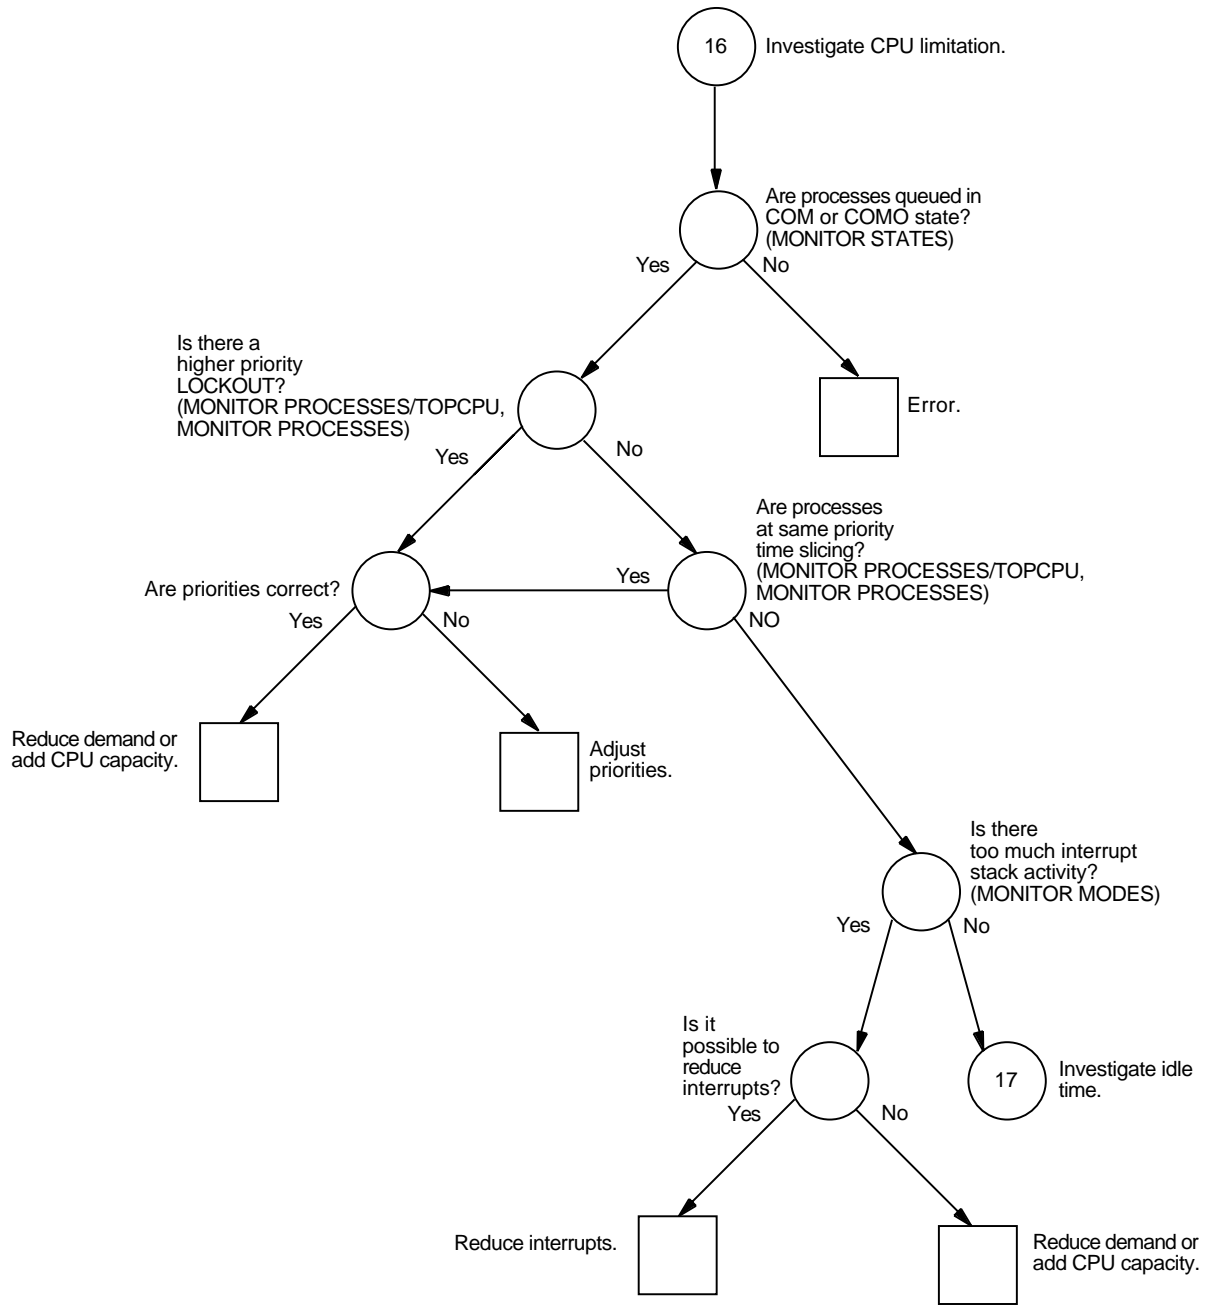 16
Investigate CPU limitation.
Are processes queued in
COM or COMO state?
(MONITOR STATES)
Yes
No
Is there a
higher priority
LOCKOUT?
(MONITOR PROCESSES/TOPCPU,
MONITOR PROCESSES)
Error.
Yes
No
Are processes
at same priority
time slicing?
(MONITOR PROCESSES/TOPCPU,
MONITOR PROCESSES)
Are priorities correct?
Yes
Yes
No
NO
Reduce demand or
add CPU capacity.
Adjust
priorities.
Is there
too much interrupt
stack activity?
(MONITOR MODES)
Yes
No
Is it
possible to
reduce
interrupts?
17
Investigate idle
time.
Yes
No
Reduce interrupts.
Reduce demand or
add CPU capacity.